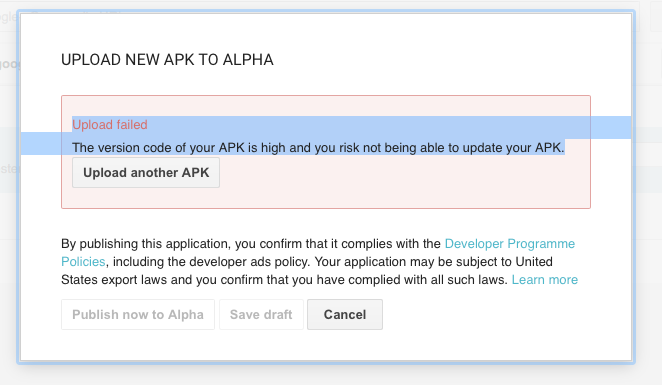 UPLOAD NEW APK TO ALPHA
Upload failed
The version code of your APK is high and you risk not being able to update your APK.
Upload another APK
By publishing this application, you confirm that it complies with the Developer Programme
Policies, including the developer ads policy. Your application may be subject to United
States export laws and you confirm that you have complied with all such laws. Learn more
Publish now to Alpha Save draft Cancel